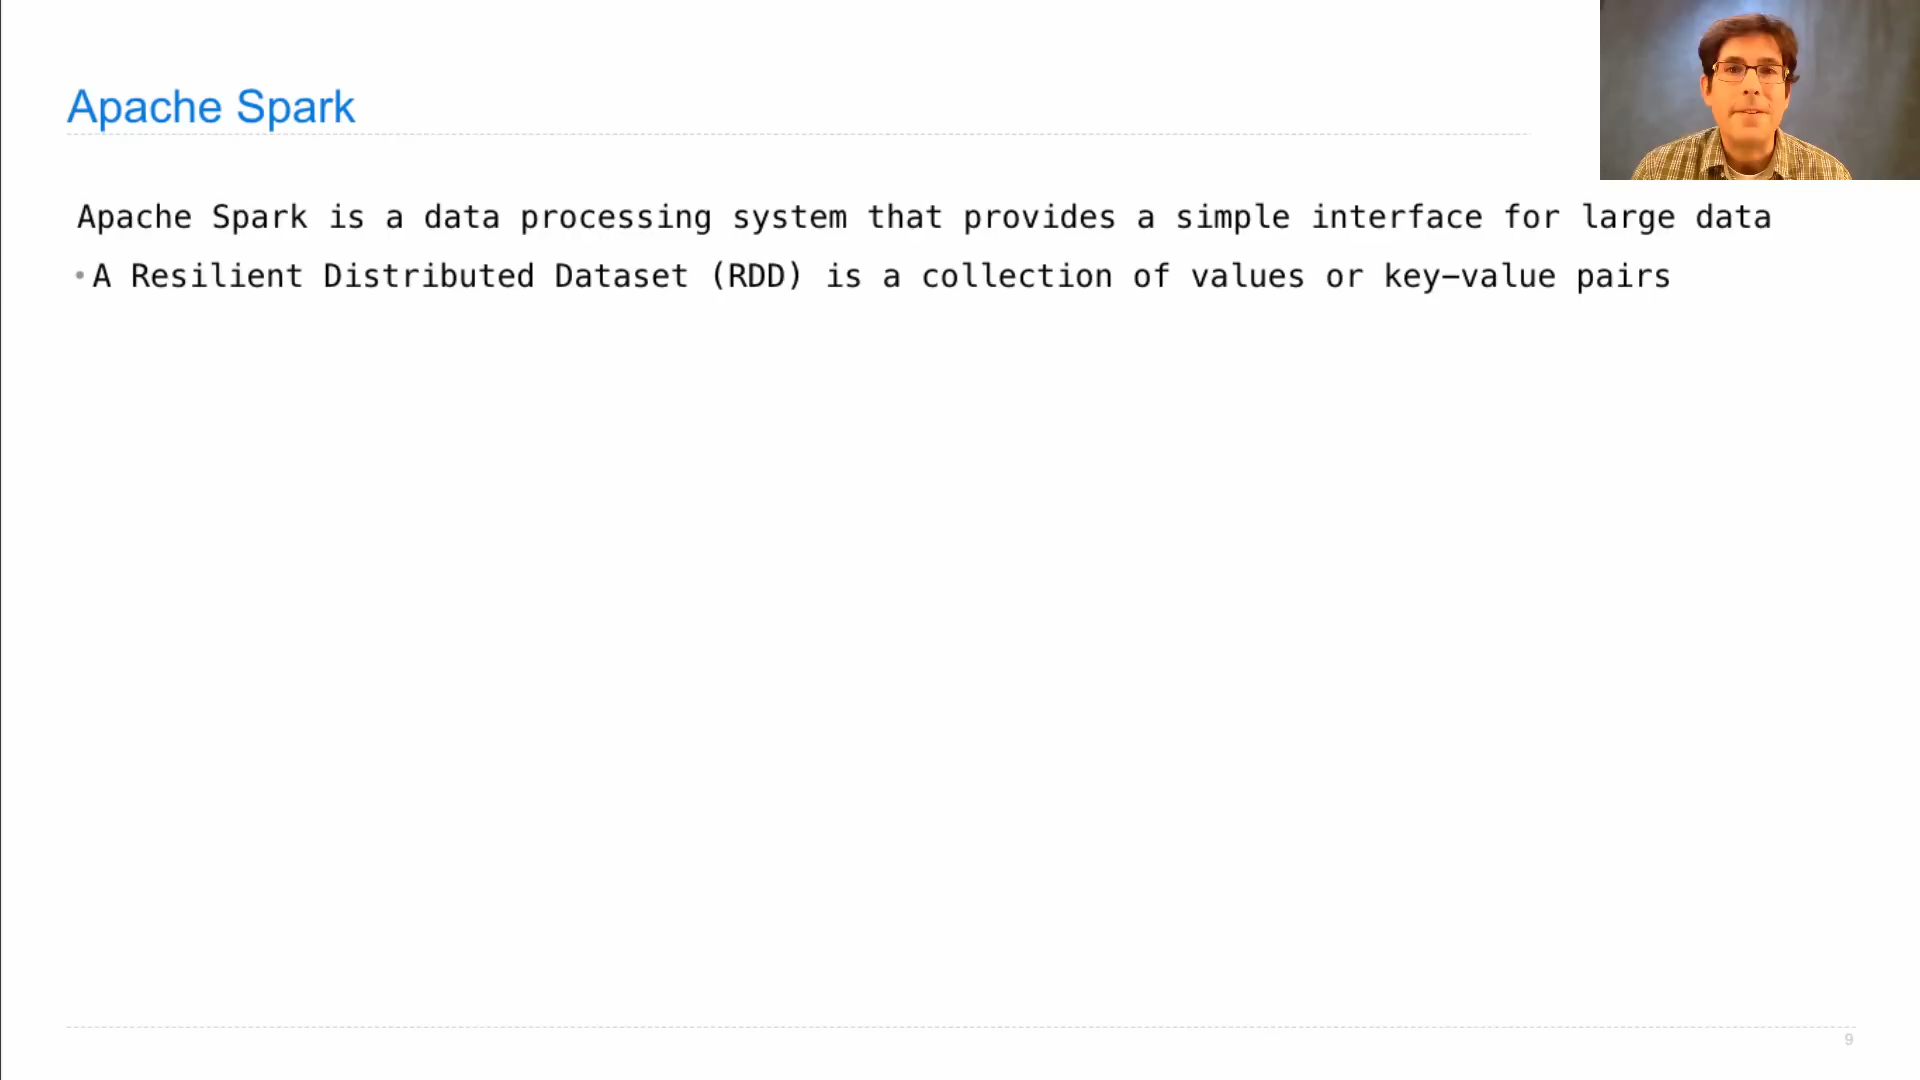 Apache Spark
Apache Spark is a data processing system that provides a simple interface for large data
•A Resilient Distributed Dataset (RDD) is a collection of values or key-value pairs
9